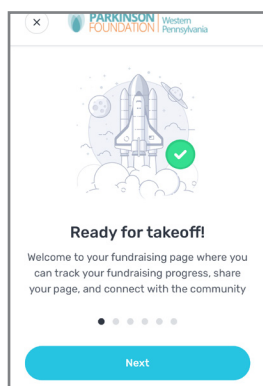 PARKINSON Western
FOUNDATION Pennsylvania
Ready for takeoff!
Welcome to your fundraising page where you
can track your fundraising progress, share
your page, and connect with the community
Next